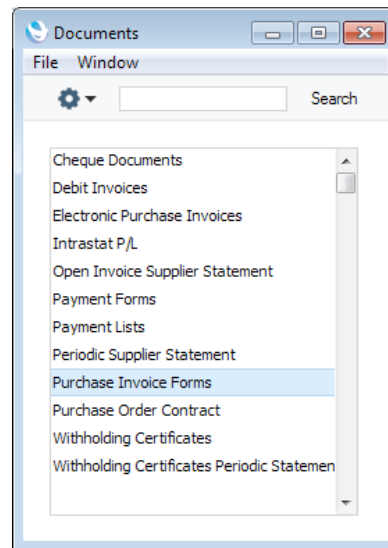 Documents
File Window
Search
Cheque Documents
Debit Invoices
Electronic Purchase Invoices
Intrastat P/L
Open Invoice Supplier Statement
Payment Forms
Payment Lists
Periodic Supplier Statement
Purchase Invoice Forms
Purchase Order Contract
Withholding Certificates
Withholding Certificates Periodic Statemen